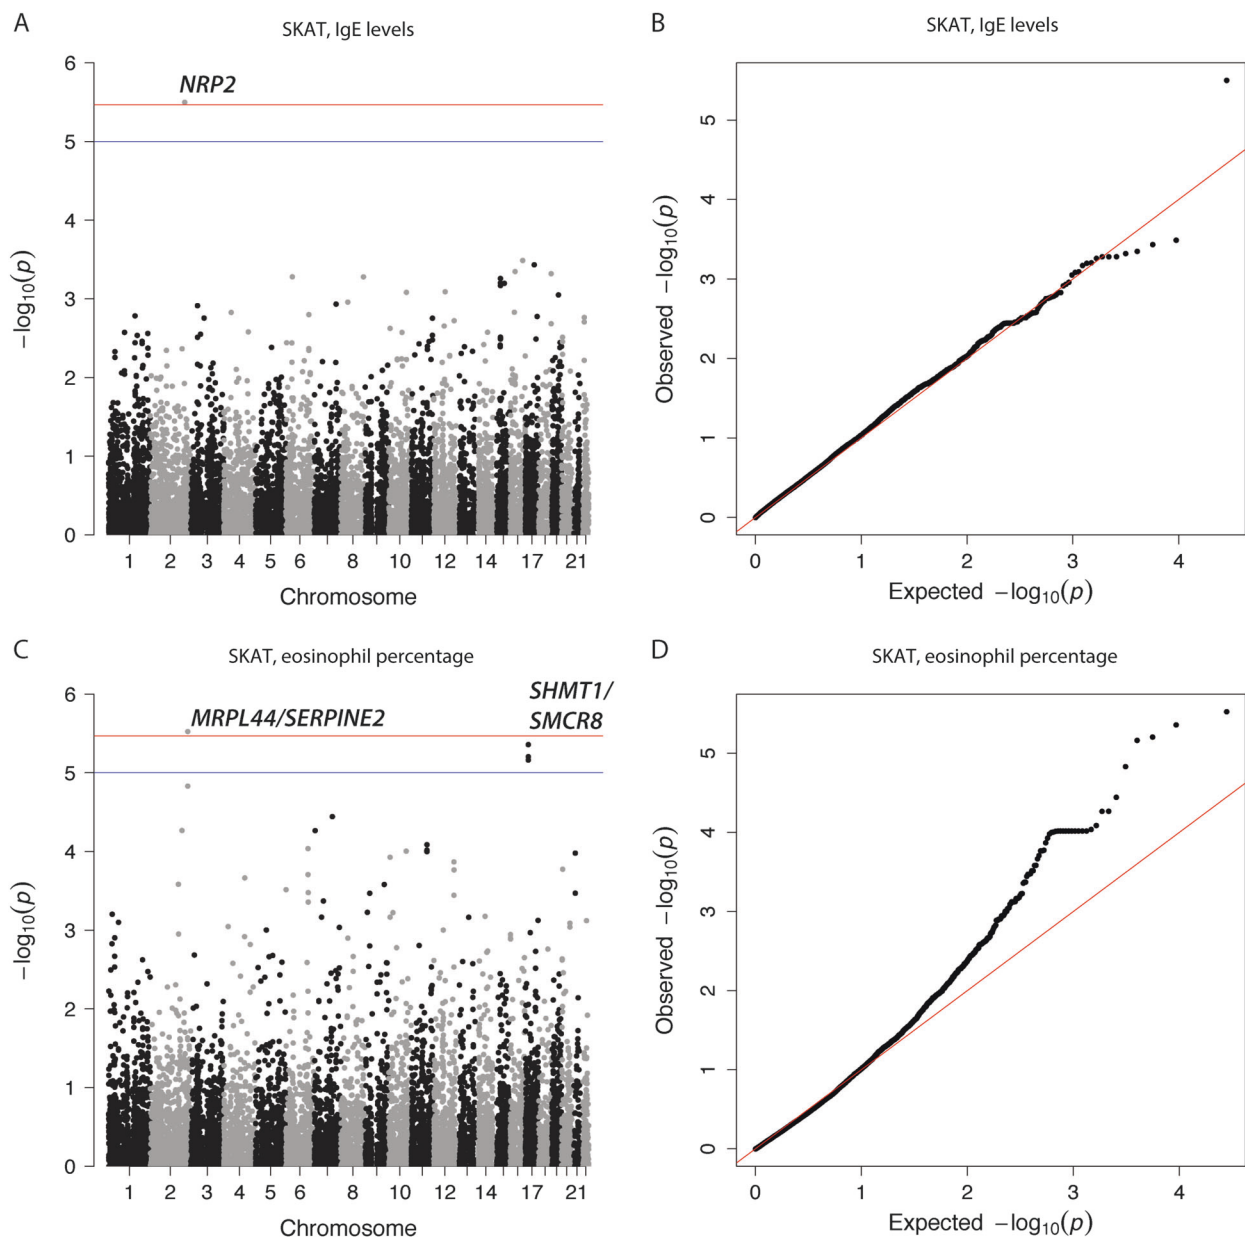 A
SKAT, IgE levels
6
5
4
3
2
1
0
−log₁₀(p)
NRP2
1 2 3 4 5 6 8 10 12 14 17 21
Chromosome
B
SKAT, IgE levels
5
4
3
2
1
0
Observed −log₁₀(p)
0 1 2 3 4
Expected −log₁₀(p)
C
SKAT, eosinophil percentage
6
5
4
3
2
1
0
−log₁₀(p)
MRPL44/SERPINE2
SHMT1/
SMCR8
1 2 3 4 5 6 8 10 12 14 17 21
Chromosome
D
SKAT, eosinophil percentage
5
4
3
2
1
0
Observed −log₁₀(p)
0 1 2 3 4
Expected −log₁₀(p)